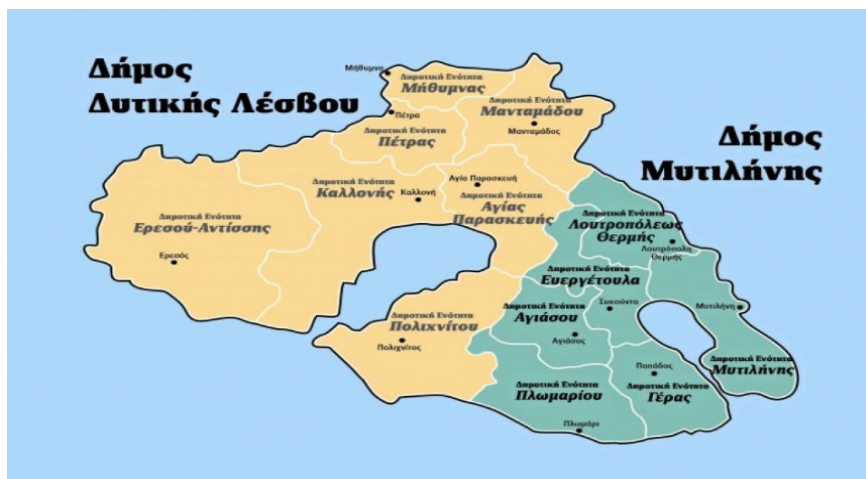 Δήμος
Δυτικής Λέσβου
Δήμος
Μυτιλήνης
Μήθυμνα
Δημοτική Ενότητα
Μήθυμνας
Δημοτική Ενότητα
Μανταμάδου
Μανταμάδος
Πέτρα
Δημοτική Ενότητα
Πέτρας
Δημοτική Ενότητα
Καλλονής
Καλλονή
Αγία Παρασκευή
Δημοτική Ενότητα
Αγίας
Παρασκευής
Δημοτική Ενότητα
Ερεσού-Αντίσσης
Ερεσός
Δημοτική Ενότητα
Λουτροπόλεως
Θερμής
Λουτρόπολη
Θερμής
Δημοτική Ενότητα
Ευεργέτουλα
Συκούντα
Δημοτική Ενότητα
Αγιάσου
Αγιάσος
Μυτιλήνη
Δημοτική Ενότητα
Μυτιλήνης
Δημοτική Ενότητα
Πολιχνίτου
Πολιχνίτος
Παπάδος
Δημοτική Ενότητα
Γέρας
Δημοτική Ενότητα
Πλωμαρίου
Πλωμάρι